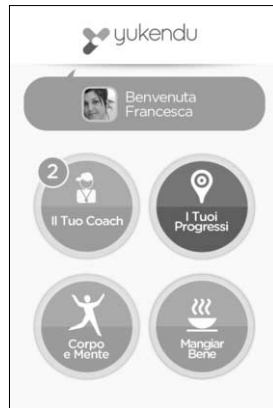 yukendu
Benvenuta
Francesca
2
Il Tuo Coach
I Tuoi
Progressi
Corpo
e Mente
Mangiar
Bene